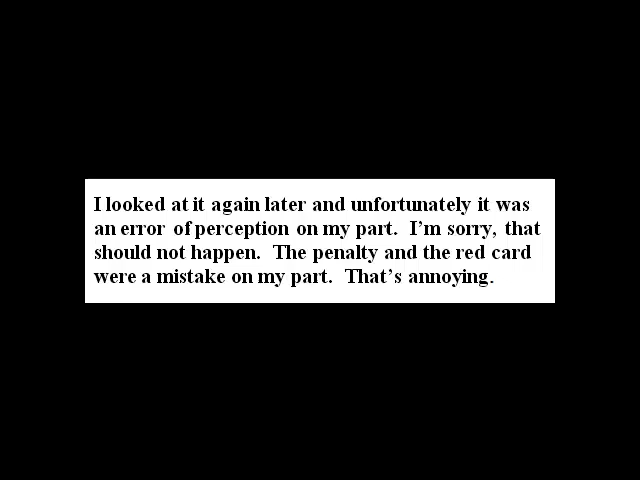 I looked at it again later and unfortunately it was
an error of perception on my part.  I’m sorry, that
should not happen.  The penalty and the red card
were a mistake on my part.  That’s annoying.